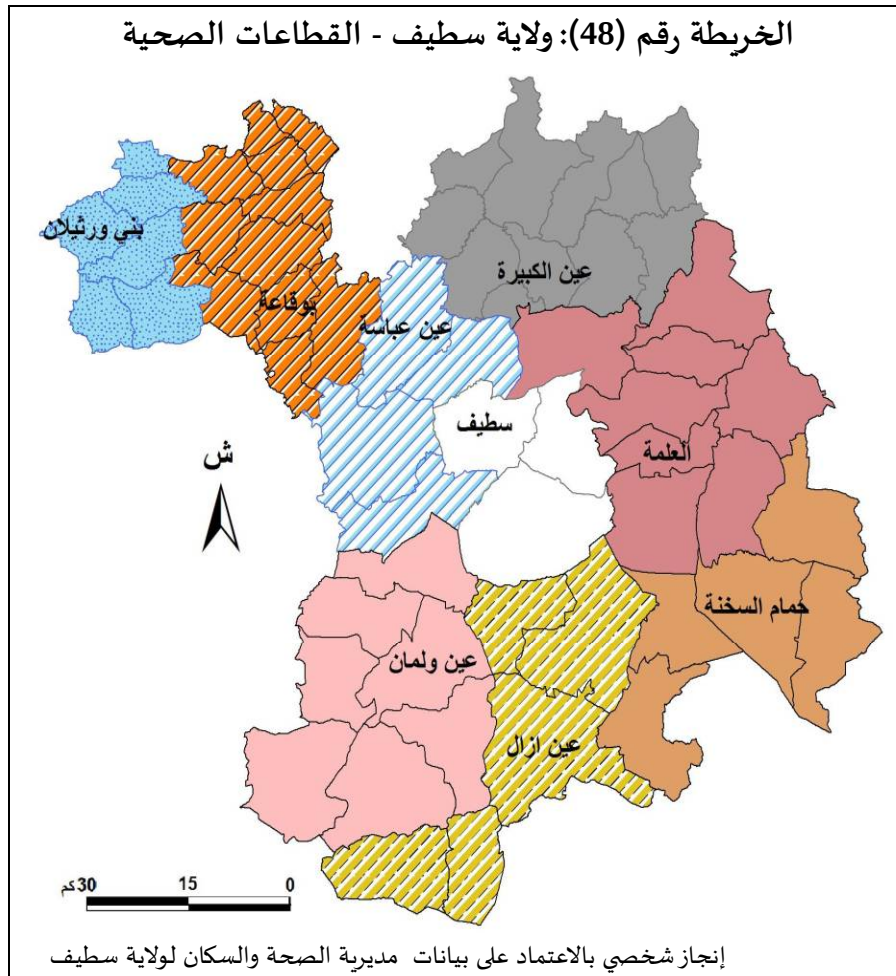 الخريطة رقم (48): ولاية سطيف - القطاعات الصحية
بني ورثيلان
بوقاعة
عين الكبيرة
عين عباسة
سطيف
العلمة
ش
حمام السخنة
عين ولمان
عين ازال
30كم 15 0
إنجاز شخصي بالاعتماد على بيانات مديرية الصحة والسكان لولاية سطيف